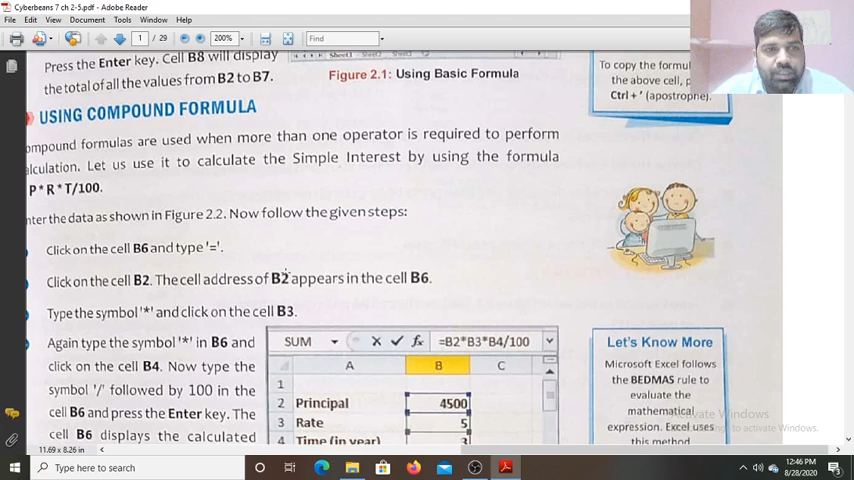 Cyberbeans 7 ch 2-5.pdf - Adobe Reader
File Edit View Document Tools Window Help
1 / 29 200% Find
Press the Enter key. Cell B8 will display
the total of all the values from B2 to B7.
Sheet1 Sheet2
Figure 2.1: Using Basic Formula
To copy the formul
the above cell, p
Ctrl + ’ (apostrophe).
USING COMPOUND FORMULA
ompound formulas are used when more than one operator is required to perform
alculation. Let us use it to calculate the Simple Interest by using the formula
P * R * T/100.
nter the data as shown in Figure 2.2. Now follow the given steps:
Click on the cell B6 and type '='.
Click on the cell B2. The cell address of B2 appears in the cell B6.
Type the symbol '*' and click on the cell B3.
Again type the symbol '*' in B6 and
click on the cell B4. Now type the
symbol '/' followed by 100 in the
cell B6 and press the Enter key. The
cell B6 displays the calculated
SUM fx =B2*B3*B4/100
A B C
1
2 Principal 4500
3 Rate 5
4 Time (in year) 3
Let's Know More
Microsoft Excel follows
the BEDMAS rule to
evaluate the
mathematical
expression. Excel uses
this method
Activate Windows
to activate Windows.
11.69 x 8.26 in
Type here to search
12:46 PM
8/28/2020